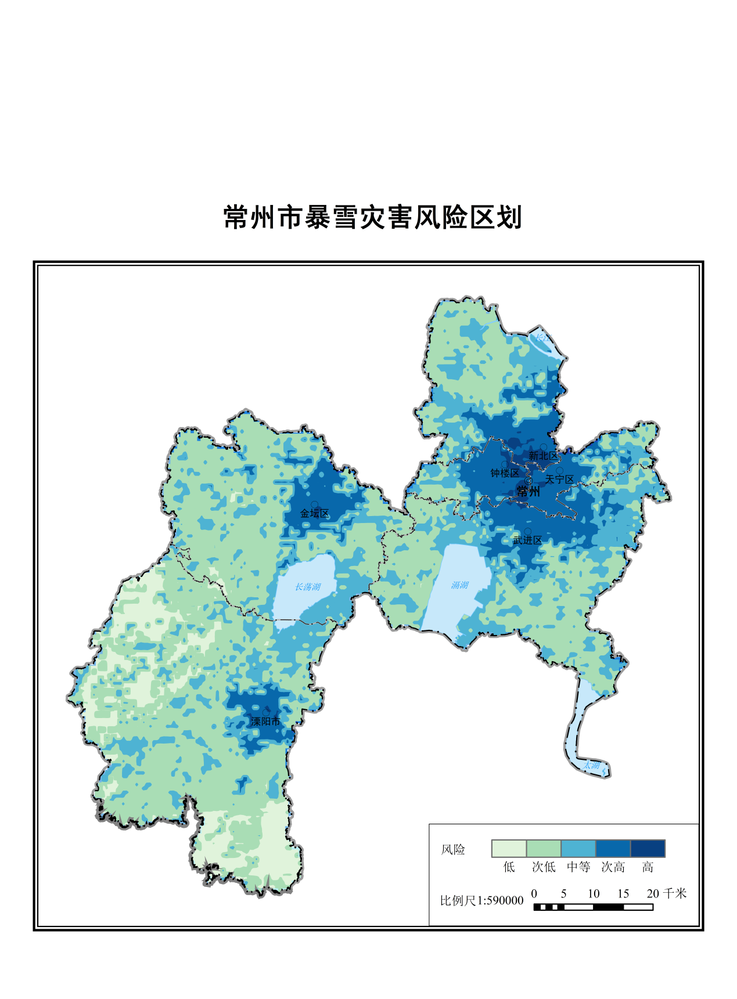 常州市暴雪灾害风险区划
长江
新北区
钟楼区
天宁区
常州
金坛区
武进区
长荡湖
滆湖
溧阳市
太湖
风险
低 次低 中等 次高 高
比例尺1:590000 0 5 10 15 20 千米